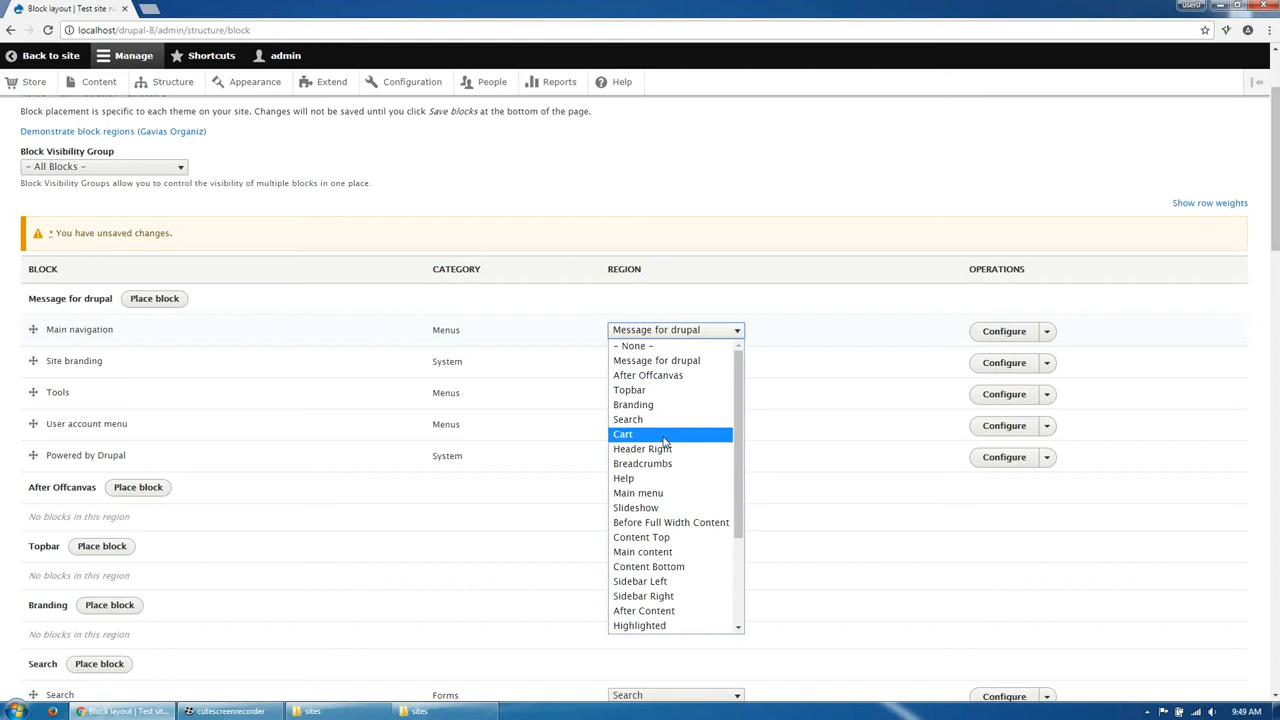 Block layout | Test site n
user0
localhost/drupal-8/admin/structure/block
Back to site
Manage
Shortcuts
admin
Store
Content
Structure
Appearance
Extend
Configuration
People
Reports
Help
Block placement is specific to each theme on your site. Changes will not be saved until you click Save blocks at the bottom of the page.
Demonstrate block regions (Gavias Organiz)
Block Visibility Group
- All Blocks -
Block Visibility Groups allow you to control the visibility of multiple blocks in one place.
Show row weights
* You have unsaved changes.
BLOCK CATEGORY REGION OPERATIONS
Message for drupal Place block
Main navigation Menus Message for drupal Configure
- None -
Message for drupal
After Offcanvas
Topbar
Branding
Search
Cart
Header Right
Breadcrumbs
Help
Main menu
Slideshow
Before Full Width Content
Content Top
Main content
Content Bottom
Sidebar Left
Sidebar Right
After Content
Highlighted
Site branding System Configure
Tools Menus Configure
User account menu Menus Configure
Powered by Drupal System Configure
After Offcanvas Place block
No blocks in this region
Topbar Place block
No blocks in this region
Branding Place block
No blocks in this region
Search Place block
Search Forms Search Configure
Block layout | Test sit...
cutescreenrecorder
sites
sites
9:49 AM